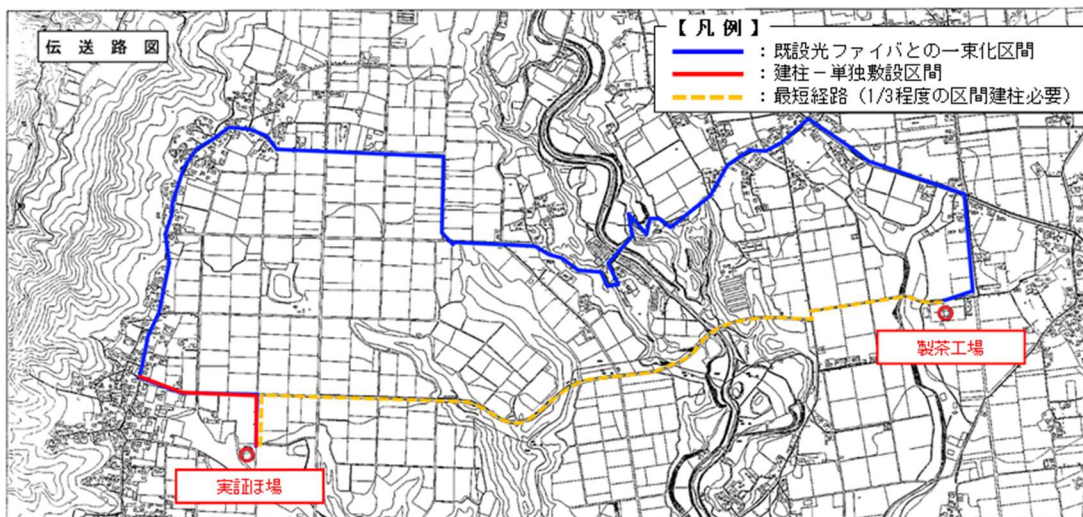 伝送路図
【凡例】
：既設光ファイバとの一束化区間
：建柱－単独敷設区間
：最短経路（1/3程度の区間建柱必要）
製茶工場
実証ほ場